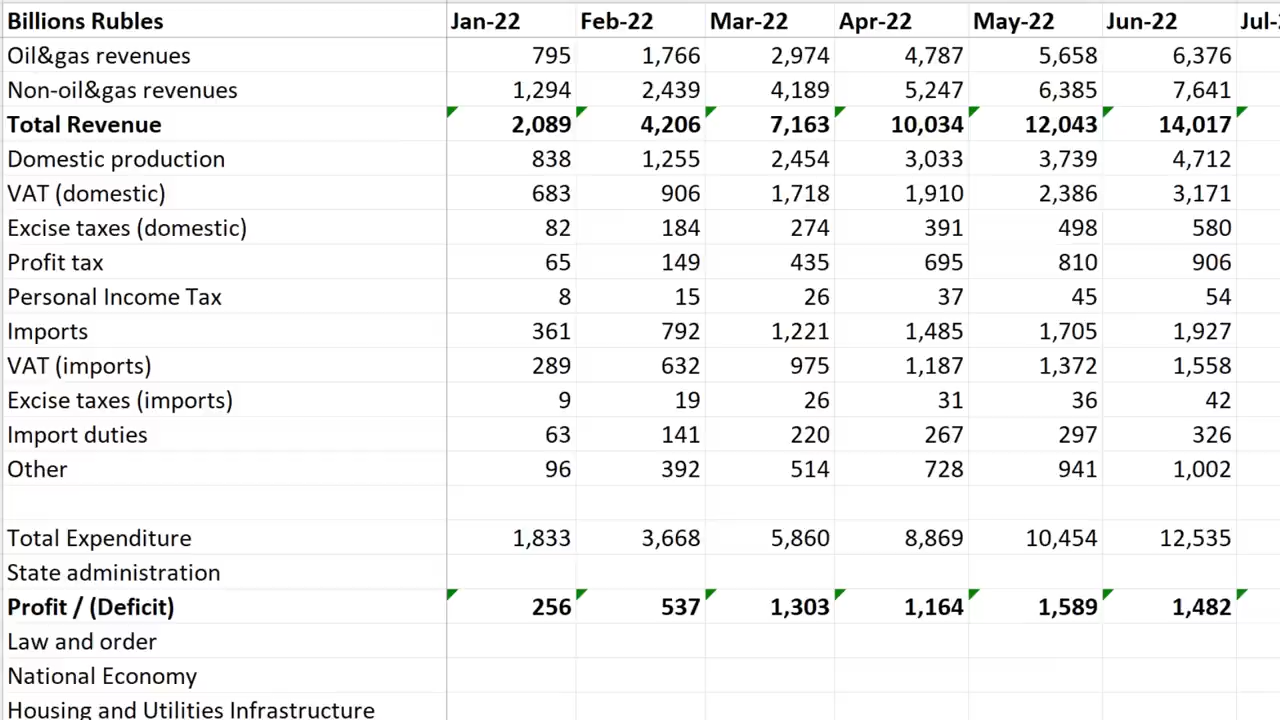 Billions Rubles Jan-22 Feb-22 Mar-22 Apr-22 May-22 Jun-22 Jul-
Oil&gas revenues 795 1,766 2,974 4,787 5,658 6,376
Non-oil&gas revenues 1,294 2,439 4,189 5,247 6,385 7,641
Total Revenue 2,089 4,206 7,163 10,034 12,043 14,017
Domestic production 838 1,255 2,454 3,033 3,739 4,712
VAT (domestic) 683 906 1,718 1,910 2,386 3,171
Excise taxes (domestic) 82 184 274 391 498 580
Profit tax 65 149 435 695 810 906
Personal Income Tax 8 15 26 37 45 54
Imports 361 792 1,221 1,485 1,705 1,927
VAT (imports) 289 632 975 1,187 1,372 1,558
Excise taxes (imports) 9 19 26 31 36 42
Import duties 63 141 220 267 297 326
Other 96 392 514 728 941 1,002
Total Expenditure 1,833 3,668 5,860 8,869 10,454 12,535
State administration
Profit / (Deficit) 256 537 1,303 1,164 1,589 1,482
Law and order
National Economy
Housing and Utilities Infrastructure